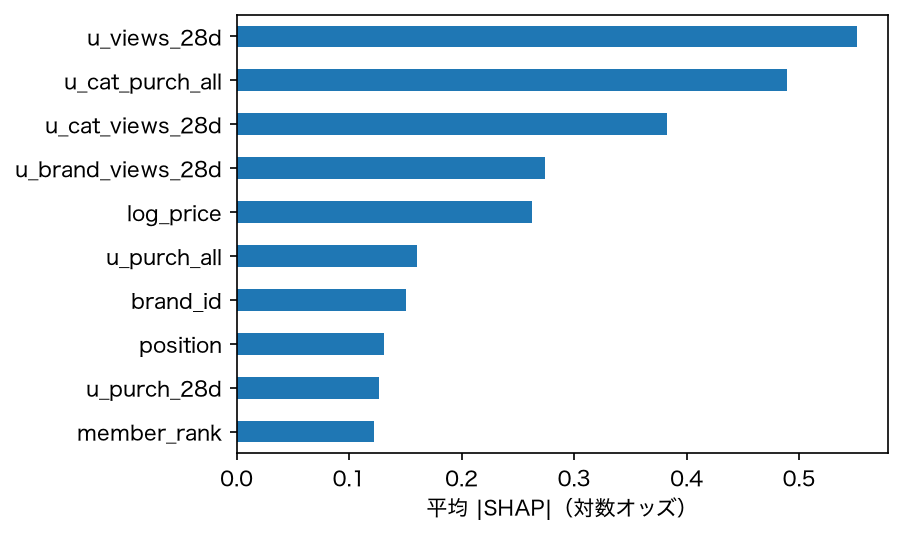 u_views_28d
u_cat_purch_all
u_cat_views_28d
u_brand_views_28d
log_price
u_purch_all
brand_id
position
u_purch_28d
member_rank
0.0 0.1 0.2 0.3 0.4 0.5
平均 |SHAP|（対数オッズ）